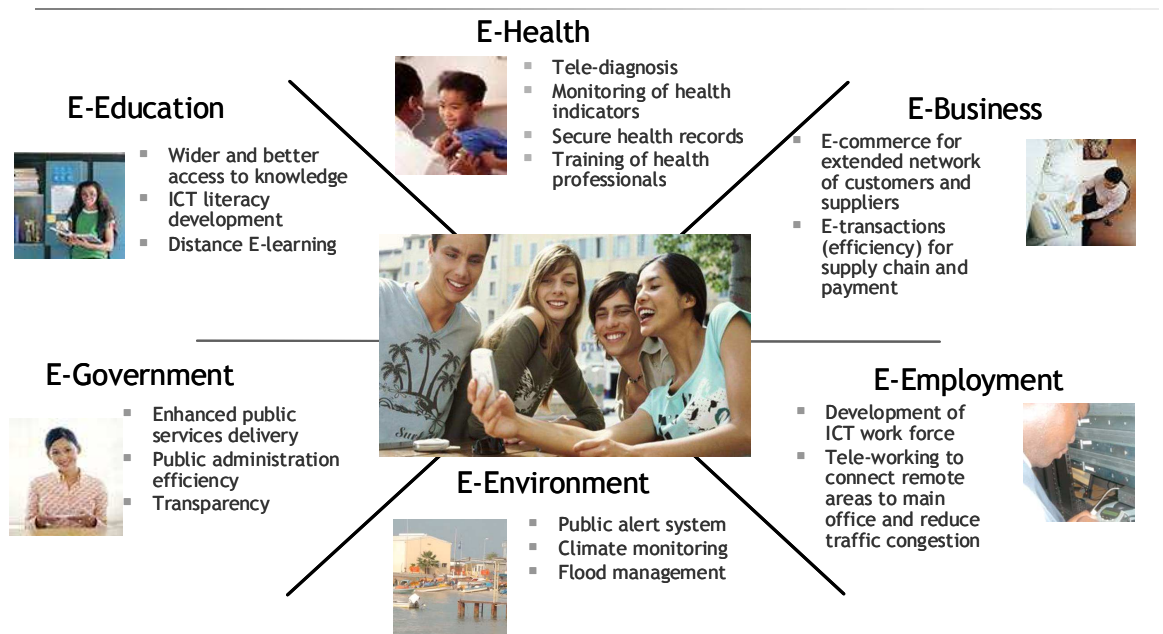 E-Health
Tele-diagnosis
Monitoring of health
indicators
Secure health records
Training of health
professionals
E-Education
Wider and better
access to knowledge
ICT literacy
development
Distance E-learning
E-Business
E-commerce for
extended network
of customers and
suppliers
E-transactions
(efficiency) for
supply chain and
payment
E-Government
Enhanced public
services delivery
Public administration
efficiency
Transparency
E-Employment
Development of
ICT work force
Tele-working to
connect remote
areas to main
office and reduce
traffic congestion
E-Environment
Public alert system
Climate monitoring
Flood management